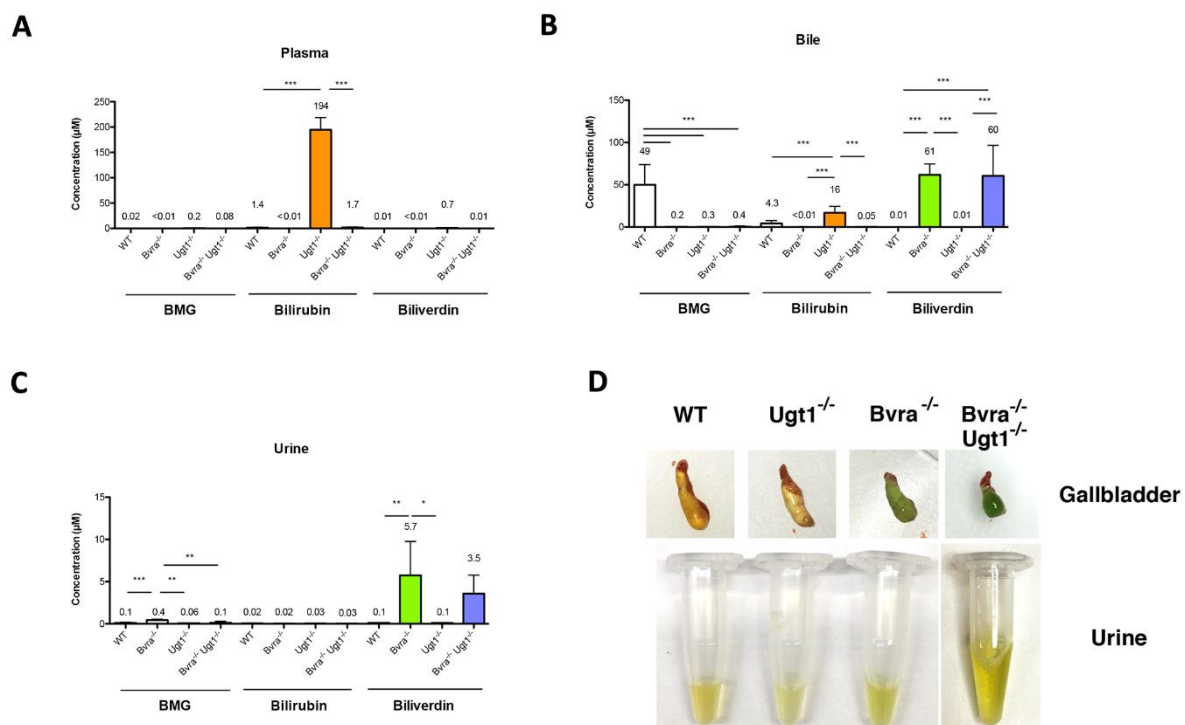 A
Plasma
Concentration (μM)
250
200
150
100
50
0
*** ***
0.02 <0.01 0.2 0.08 1.4 <0.01 194 1.7 0.01 <0.01 0.7 0.01
WT Bvra-/- Ugt1-/- Bvra-/- Ugt1-/- WT Bvra-/- Ugt1-/- Bvra-/- Ugt1-/- WT Bvra-/- Ugt1-/- Bvra-/- Ugt1-/-
BMG Bilirubin Biliverdin
B
Bile
Concentration (μM)
150
100
50
0
***
*** *** ***
*** *** *** ***
49 0.2 0.3 0.4 4.3 <0.01 16 0.05 0.01 61 0.01 60
WT Bvra-/- Ugt1-/- Bvra-/- Ugt1-/- WT Bvra-/- Ugt1-/- Bvra-/- Ugt1-/- WT Bvra-/- Ugt1-/- Bvra-/- Ugt1-/-
BMG Bilirubin Biliverdin
C
Urine
Concentration (μM)
15
10
5
0
** *
**
*** **
0.1 0.4 0.06 0.1 0.02 0.02 0.03 0.03 0.1 5.7 0.1 3.5
WT Bvra-/- Ugt1-/- Bvra-/- Ugt1-/- WT Bvra-/- Ugt1-/- Bvra-/- Ugt1-/- WT Bvra-/- Ugt1-/- Bvra-/- Ugt1-/-
BMG Bilirubin Biliverdin
D
WT Ugt1-/- Bvra-/- Bvra-/-
Ugt1-/-
Gallbladder
Urine